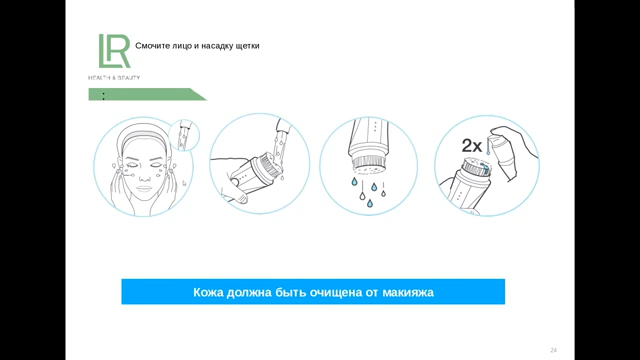 LR
Смочите лицо и насадку щетки
HEALTH & BEAUTY
:
2x
Кожа должна быть очищена от макияжа
24